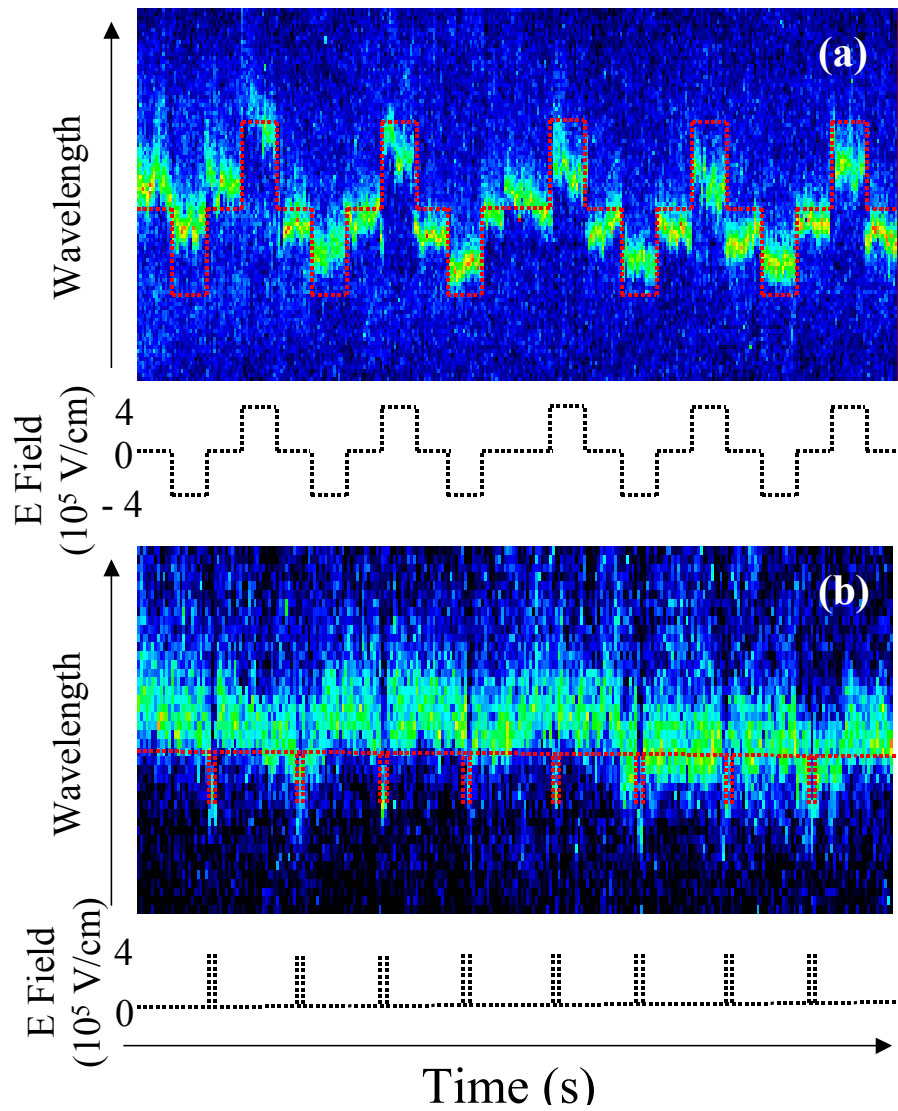 (a)
Wavelength
E Field
(10⁵ V/cm)
4
0
- 4
(b)
Wavelength
E Field
(10⁵ V/cm)
4
0
Time (s)